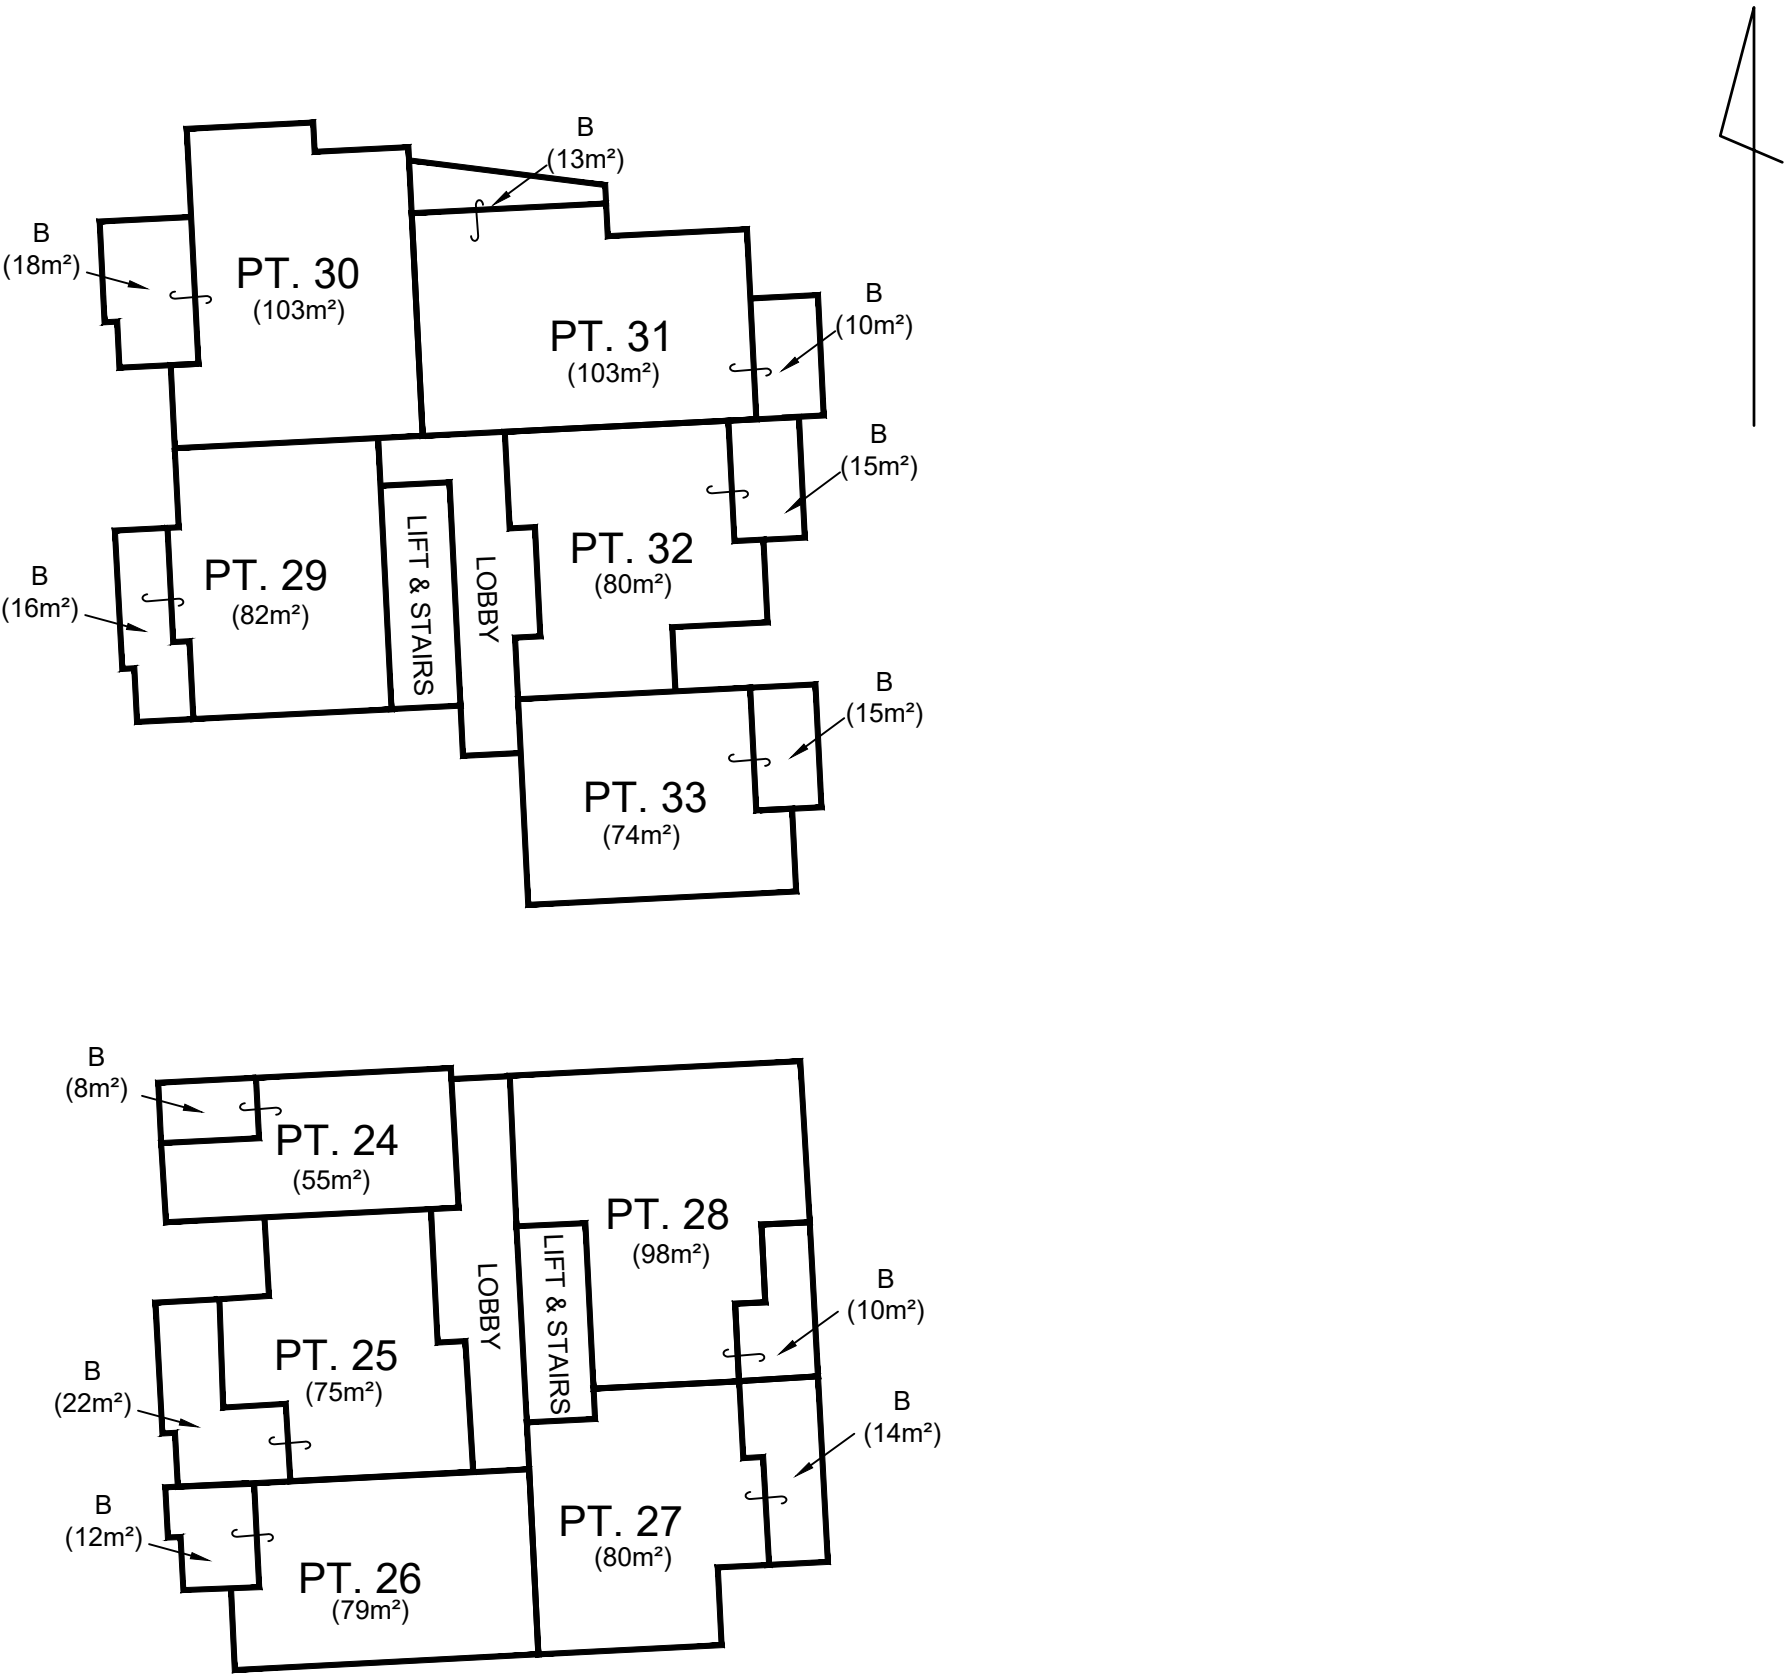 B
(13m²)
B
(18m²)
PT. 30
(103m²)
B
(10m²)
PT. 31
(103m²)
B
(15m²)
LIFT & STAIRS
LOBBY
PT. 32
(80m²)
B
(16m²)
PT. 29
(82m²)
B
(15m²)
PT. 33
(74m²)
B
(8m²)
PT. 24
(55m²)
PT. 28
(98m²)
LOBBY
LIFT & STAIRS
B
(10m²)
PT. 25
(75m²)
B
(22m²)
B
(14m²)
B
(12m²)
PT. 27
(80m²)
PT. 26
(79m²)